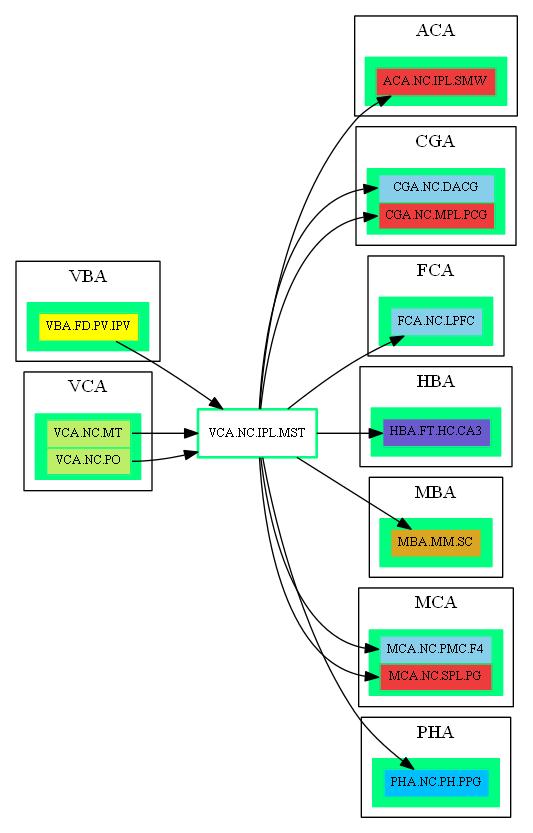 VBA
VBA.FD.PV.IPV
VCA
VCA.NC.MT
VCA.NC.PO
VCA.NC.IPL.MST
ACA
ACA.NC.IPL.SMW
CGA
CGA.NC.DACG
CGA.NC.MPL.PCG
FCA
FCA.NC.LPFC
HBA
HBA.FT.HC.CA3
MBA
MBA.MM.SC
MCA
MCA.NC.PMC.F4
MCA.NC.SPL.PG
PHA
PHA.NC.PH.PPG